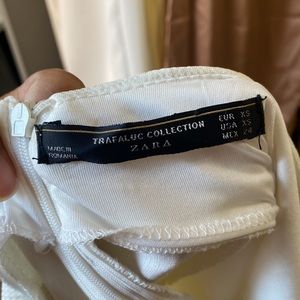 TRAFALUC COLLECTION
ZARA
MADE IN
ROMANIA
EUR XS
USA XS
MEX 24